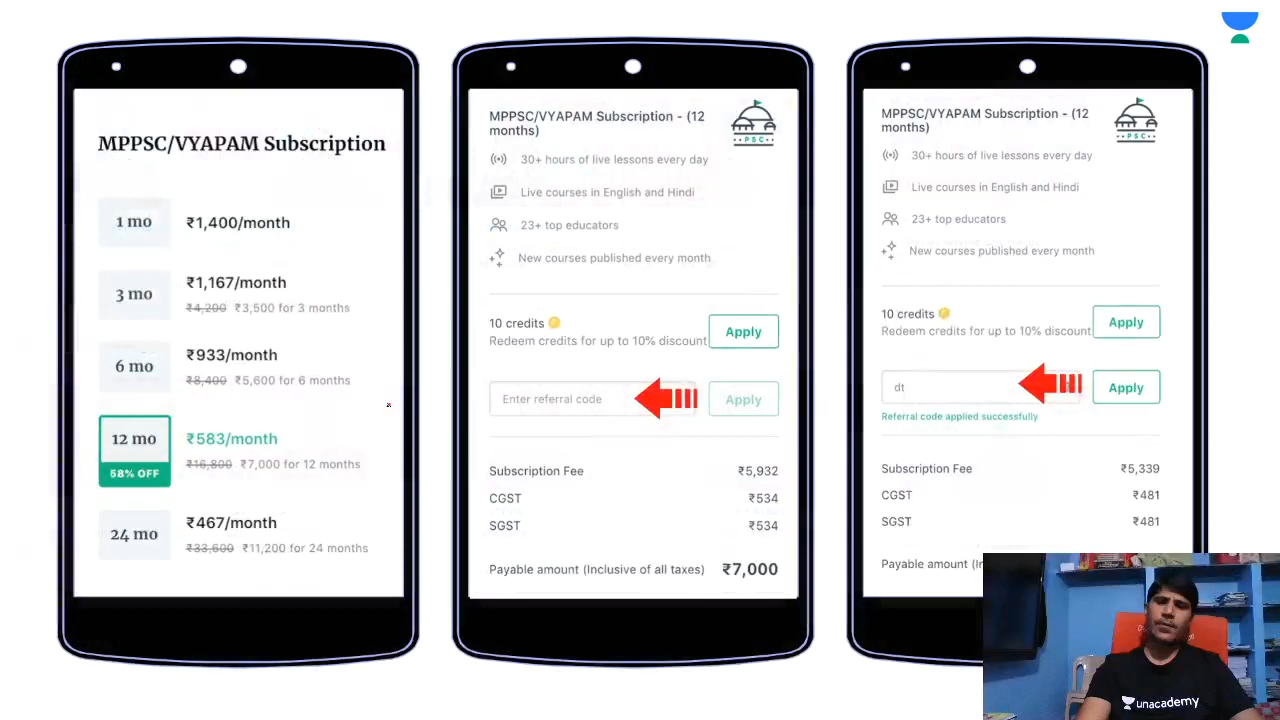 MPPSC/VYAPAM Subscription
1 mo
₹1,400/month
3 mo
₹1,167/month
₹4,200 ₹3,500 for 3 months
6 mo
₹933/month
₹8,400 ₹5,600 for 6 months
12 mo
58% OFF
₹583/month
₹16,800 ₹7,000 for 12 months
24 mo
₹467/month
₹33,600 ₹11,200 for 24 months
MPPSC/VYAPAM Subscription - (12
months)
PSC
30+ hours of live lessons every day
Live courses in English and Hindi
23+ top educators
New courses published every month
10 credits
Redeem credits for up to 10% discount
Apply
Enter referral code
Apply
Subscription Fee ₹5,932
CGST ₹534
SGST ₹534
Payable amount (Inclusive of all taxes) ₹7,000
MPPSC/VYAPAM Subscription - (12
months)
PSC
30+ hours of live lessons every day
Live courses in English and Hindi
23+ top educators
New courses published every month
10 credits
Redeem credits for up to 10% discount
Apply
dt
Apply
Referral code applied successfully
Subscription Fee ₹5,339
CGST ₹481
SGST ₹481
Payable amount (In
unacademy